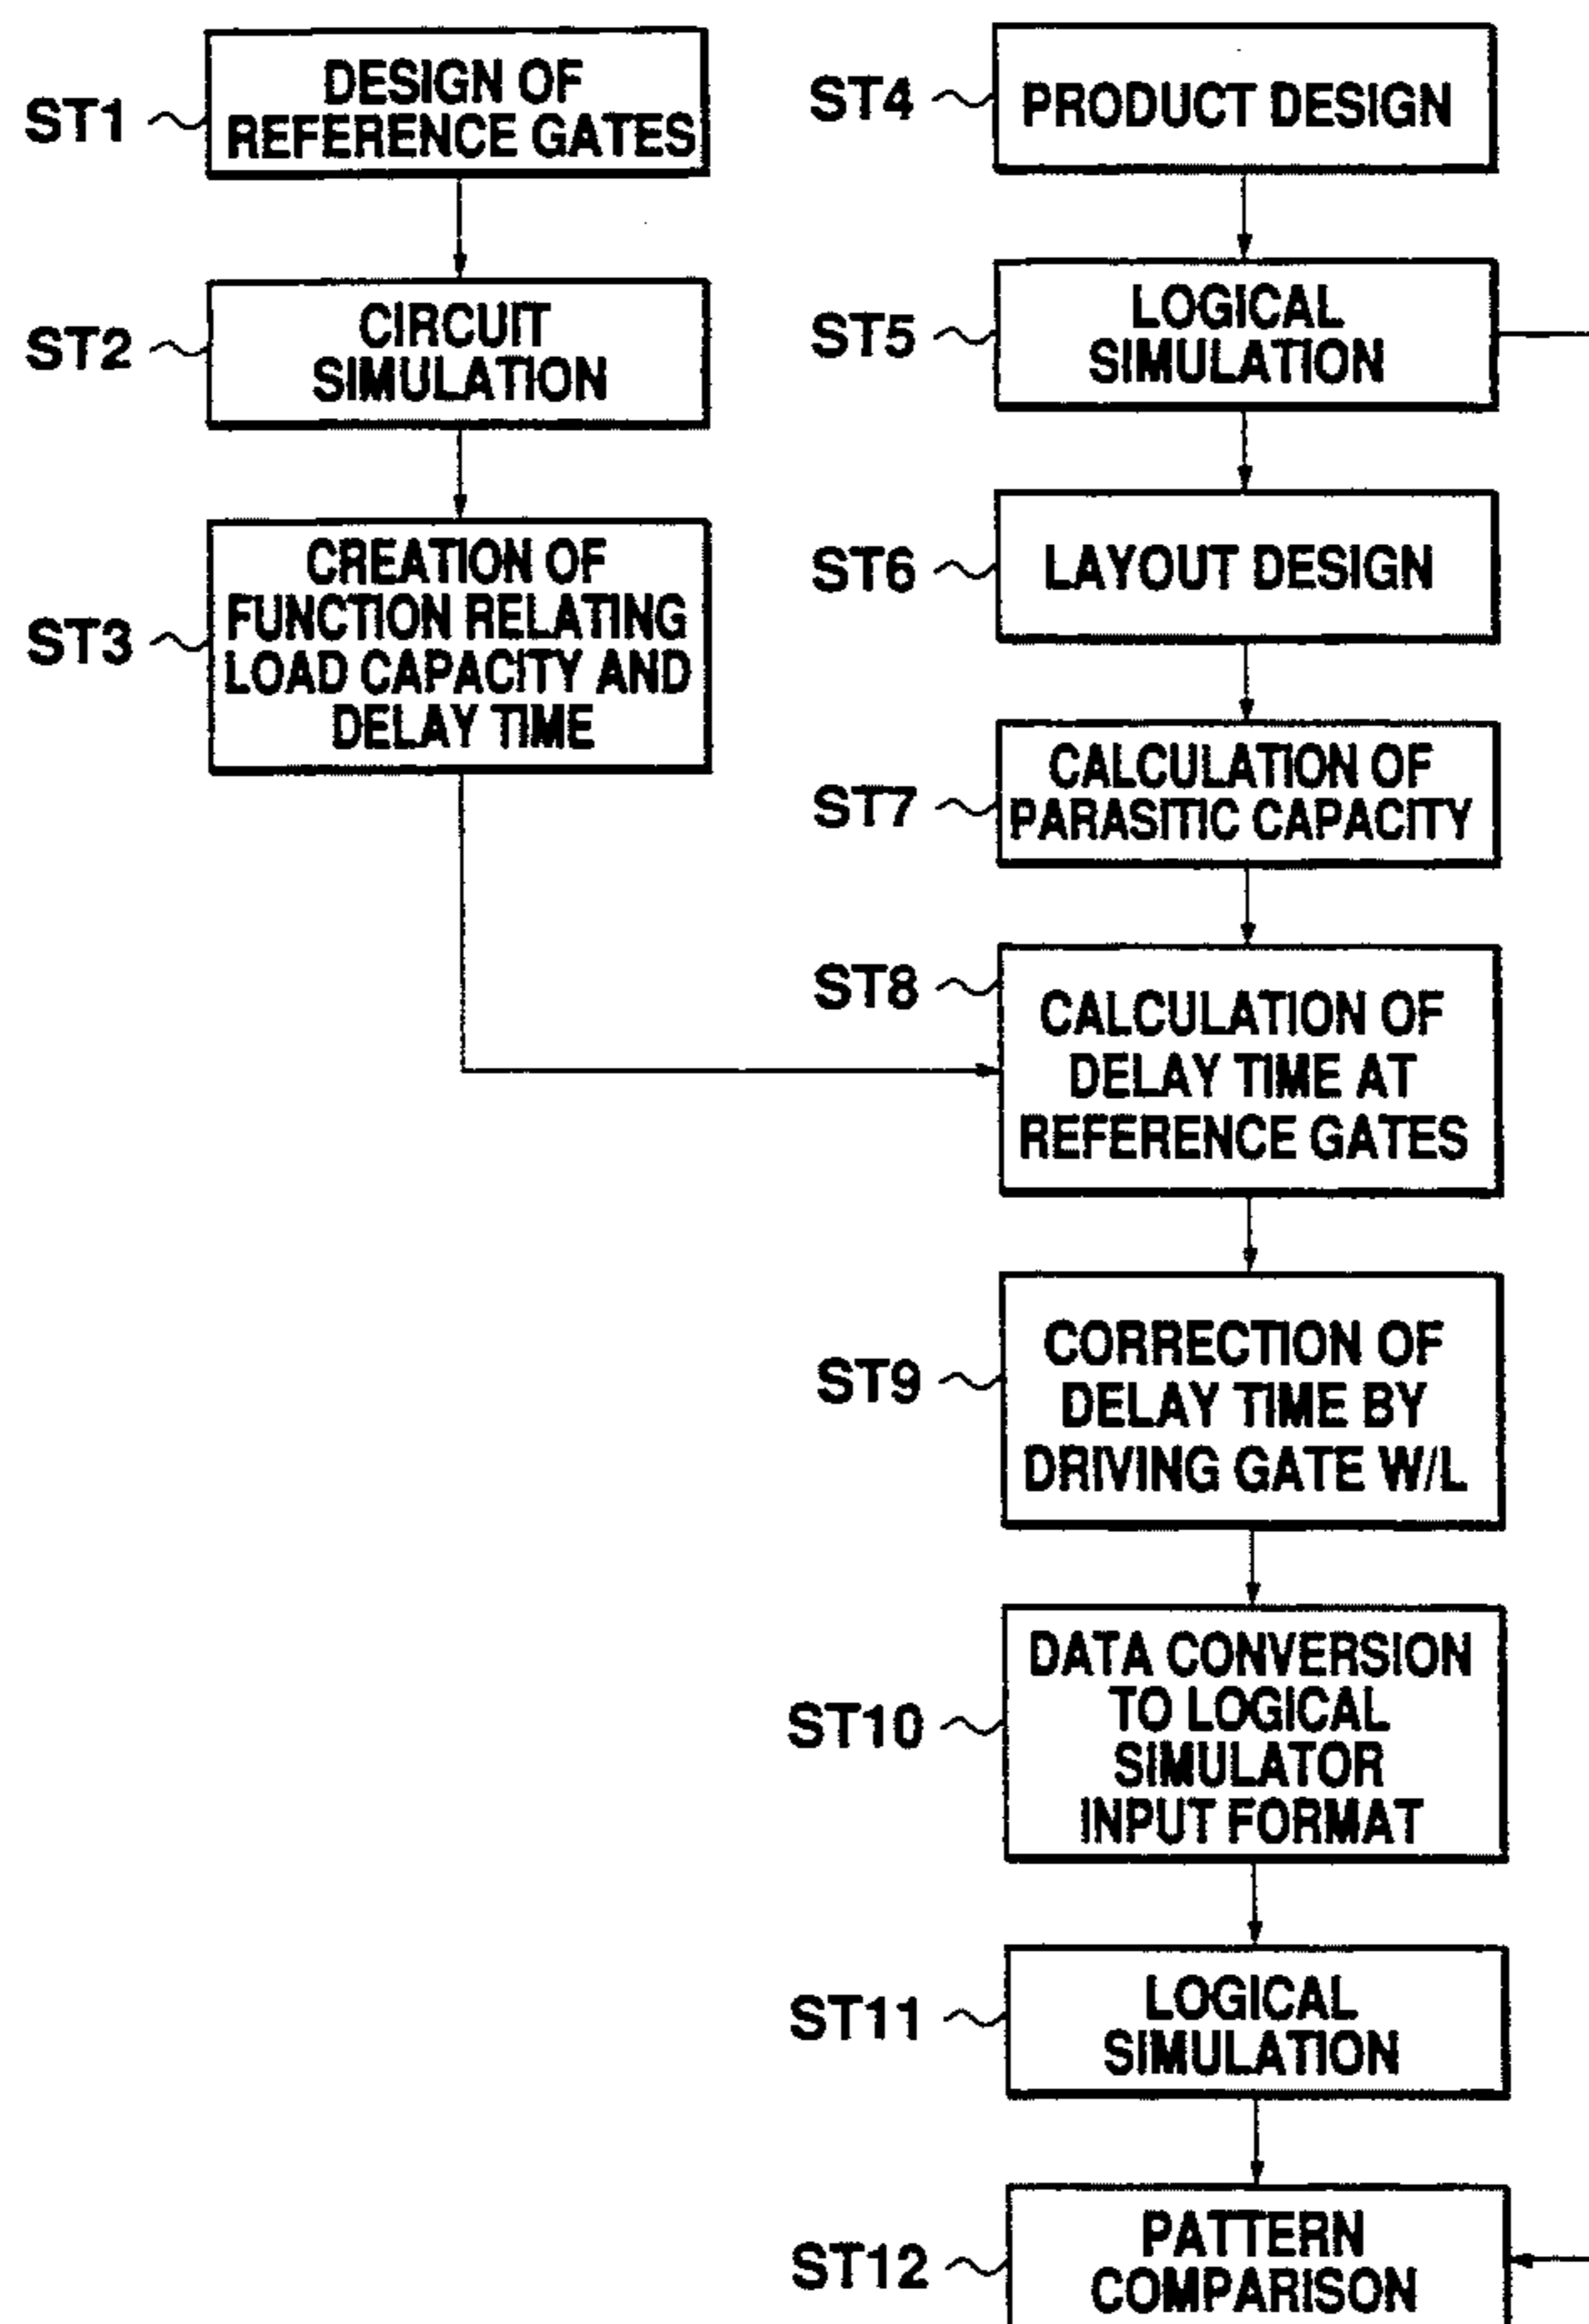 ST1
DESIGN OF
REFERENCE GATES
ST2
CIRCUIT
SIMULATION
ST3
CREATION OF
FUNCTION RELATING
LOAD CAPACITY AND
DELAY TIME
ST4
PRODUCT DESIGN
ST5
LOGICAL
SIMULATION
ST6
LAYOUT DESIGN
ST7
CALCULATION OF
PARASITIC CAPACITY
ST8
CALCULATION OF
DELAY TIME AT
REFERENCE GATES
ST9
CORRECTION OF
DELAY TIME BY
DRIVING GATE W/L
ST10
DATA CONVERSION
TO LOGICAL
SIMULATOR
INPUT FORMAT
ST11
LOGICAL
SIMULATION
ST12
PATTERN
COMPARISON